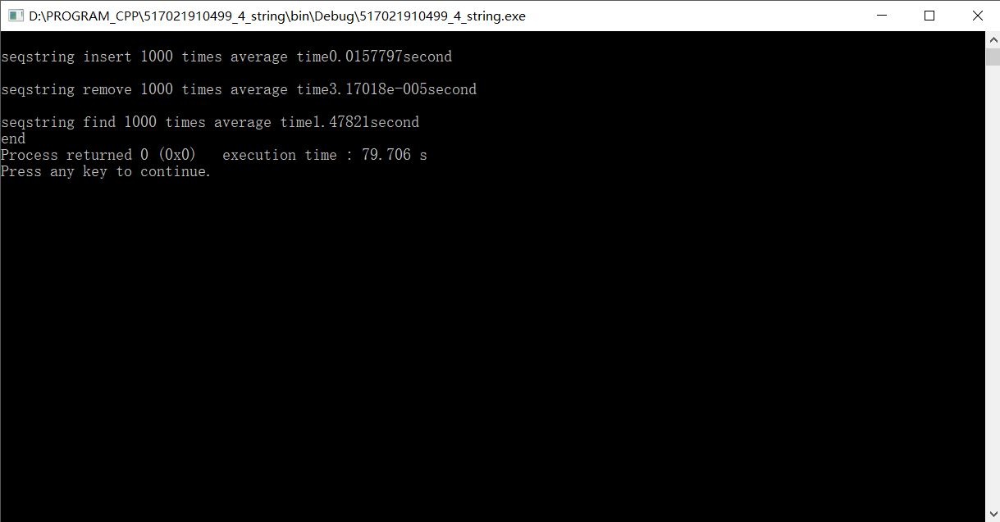 D:\PROGRAM_CPP\517021910499_4_string\bin\Debug\517021910499_4_string.exe
seqstring insert 1000 times average time0.0157797second
seqstring remove 1000 times average time3.17018e-005second
seqstring find 1000 times average time1.47821second
end
Process returned 0 (0x0)   execution time : 79.706 s
Press any key to continue.